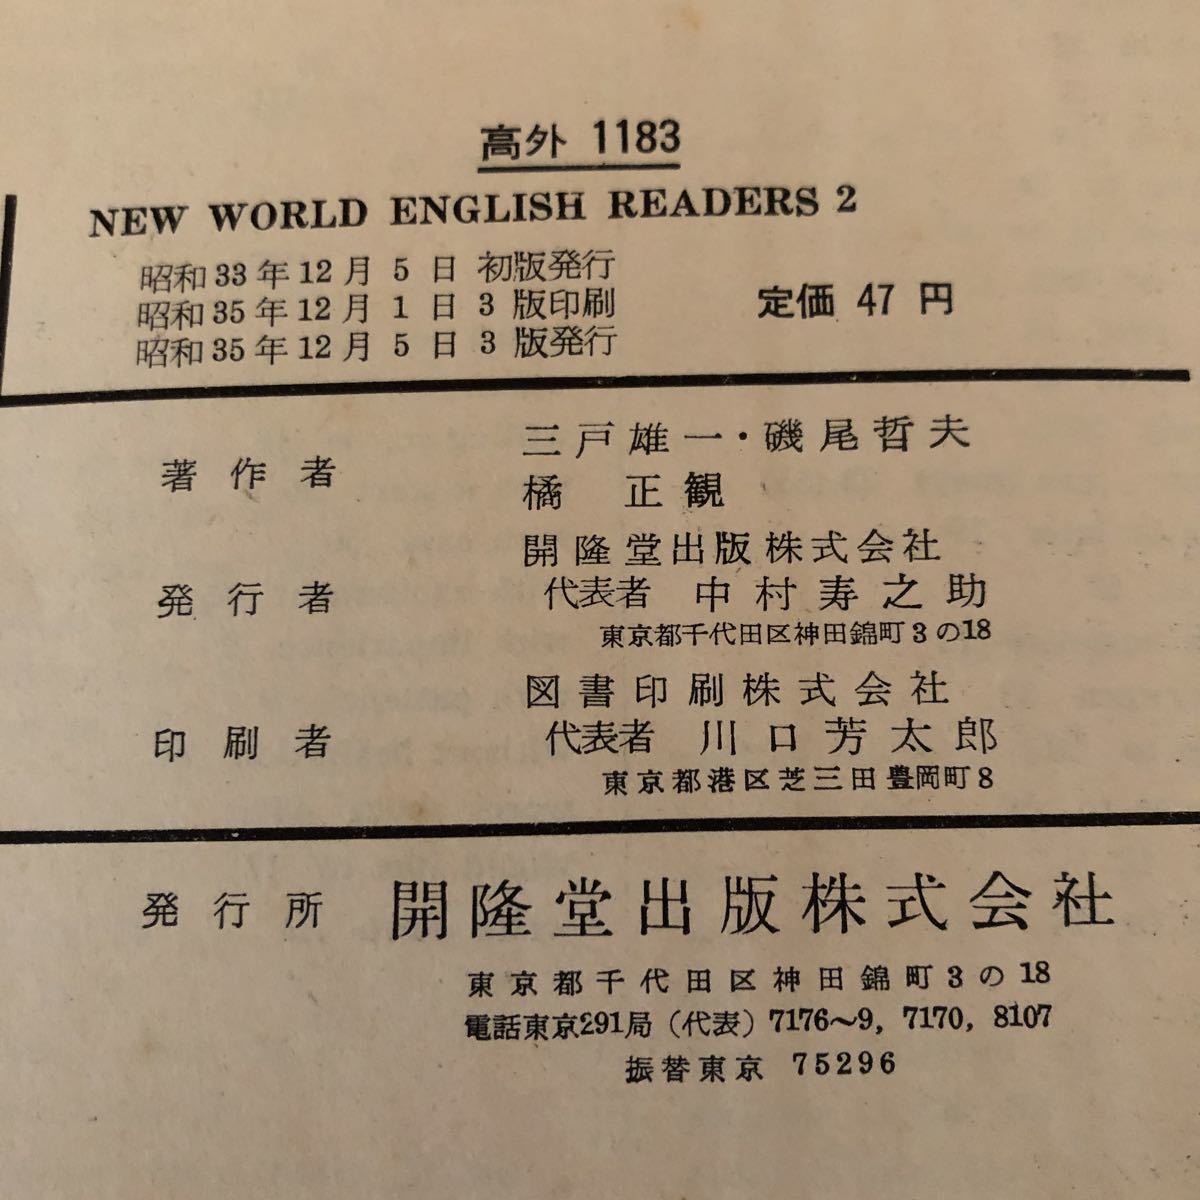 高外 1183
NEW WORLD ENGLISH READERS 2
昭和33年12月5日 初版発行
昭和35年12月1日 3版印刷
昭和35年12月5日 3版発行
定価 47 円
著作者 三戸雄一・磯尾哲夫
橘 正観
発行者 開隆堂出版株式会社
代表者 中村寿之助
東京都千代田区神田錦町3の18
印刷者 図書印刷株式会社
代表者 川口芳太郎
東京都港区芝三田豊岡町8
発行所 開隆堂出版株式会社
東京都千代田区神田錦町3の18
電話東京291局(代表)7176〜9, 7170, 8107
振替東京 75296